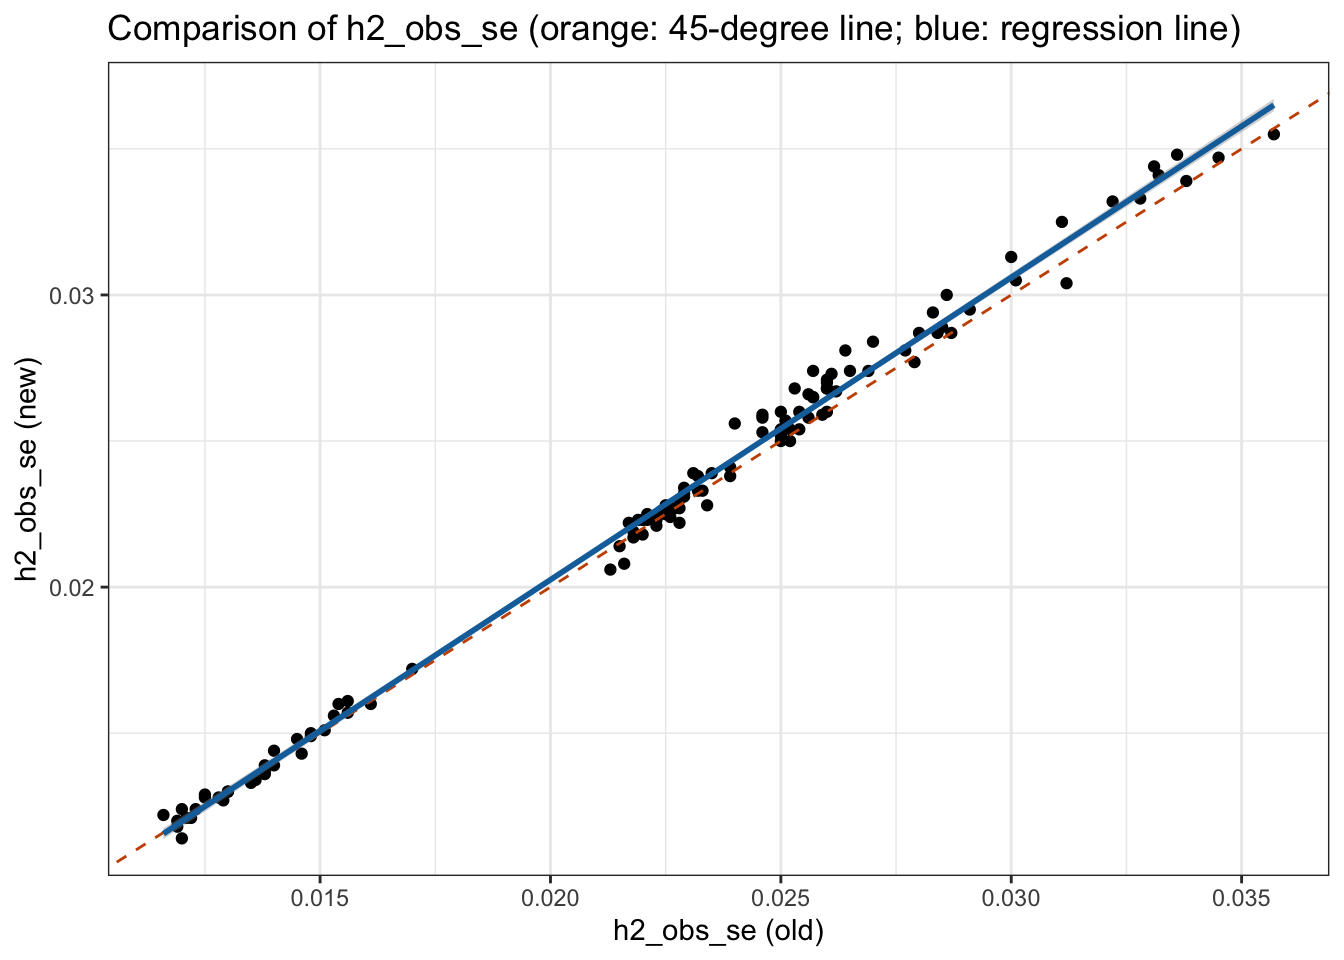 Comparison of h2_obs_se (orange: 45-degree line; blue: regression line)
h2_obs_se (new)
0.03
0.02
0.015 0.020 0.025 0.030 0.035
h2_obs_se (old)